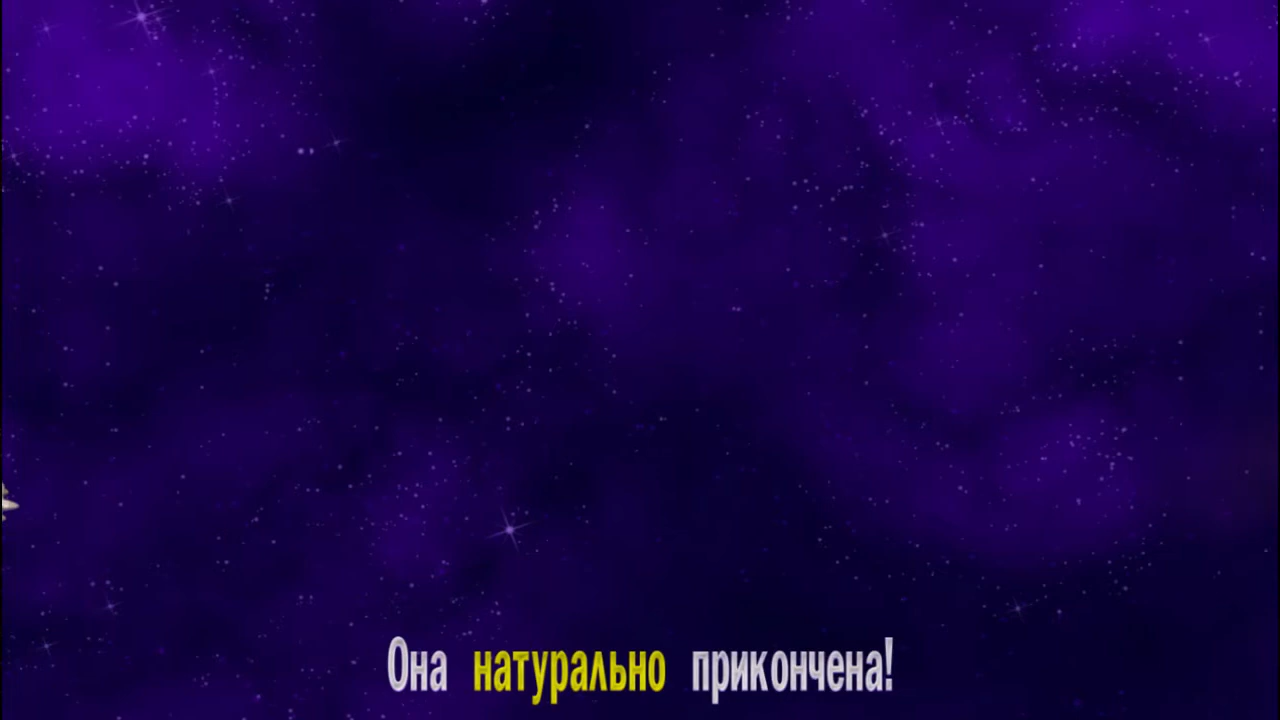 Она натурально прикончена!